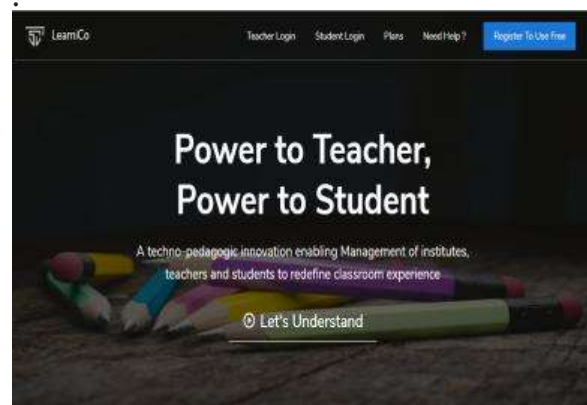 LearniCo
Teacher Login Student Login Plans Need Help ? Register To Use Free
Power to Teacher,
Power to Student
A techno-pedagogic innovation enabling Management of institutes,
teachers and students to redefine classroom experience
Let's Understand